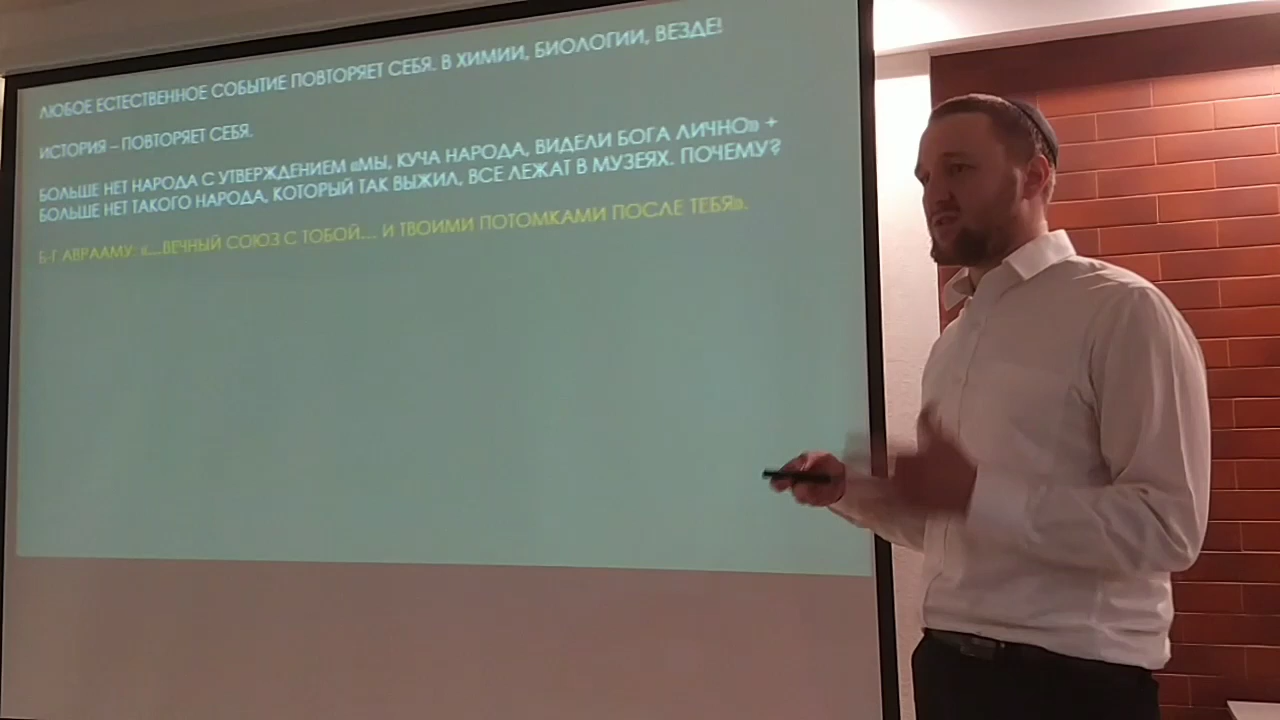 ЛЮБОЕ ЕСТЕСТВЕННОЕ СОБЫТИЕ ПОВТОРЯЕТ СЕБЯ. В ХИМИИ, БИОЛОГИИ, ВЕЗДЕ!
ИСТОРИЯ – ПОВТОРЯЕТ СЕБЯ.
БОЛЬШЕ НЕТ НАРОДА С УТВЕРЖДЕНИЕМ «МЫ, КУЧА НАРОДА, ВИДЕЛИ БОГА ЛИЧНО» +
БОЛЬШЕ НЕТ ТАКОГО НАРОДА, КОТОРЫЙ ТАК ВЫЖИЛ, ВСЕ ЛЕЖАТ В МУЗЕЯХ. ПОЧЕМУ?
Б-Г АВРААМУ: «...ВЕЧНЫЙ СОЮЗ С ТОБОЙ... И ТВОИМИ ПОТОМКАМИ ПОСЛЕ ТЕБЯ».